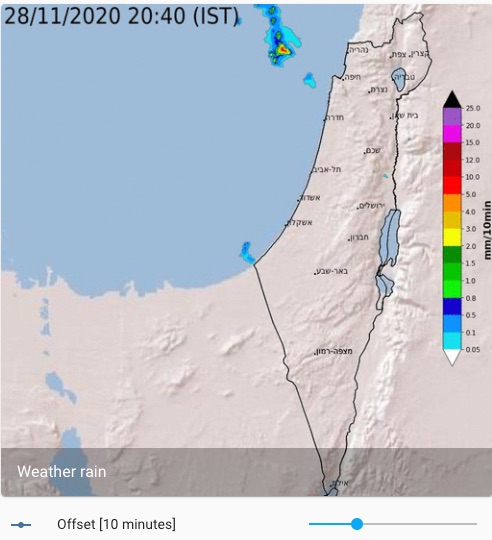 28/11/2020 20:40 (IST)
נהריה
צפת
קצרין
חיפה
טבריה
נצרת
חדרה
בית שאן
שכם
תל-אביב
אשדוד
ירושלים
אשקלון
חברון
באר-שבע
מצפה-רמון
אילת
25.0
20.0
15.0
12.0
10.0
5.0
4.0
3.0
2.0
1.5
1.0
0.8
0.5
0.1
0.05
mm/10min
Weather rain
Offset [10 minutes]